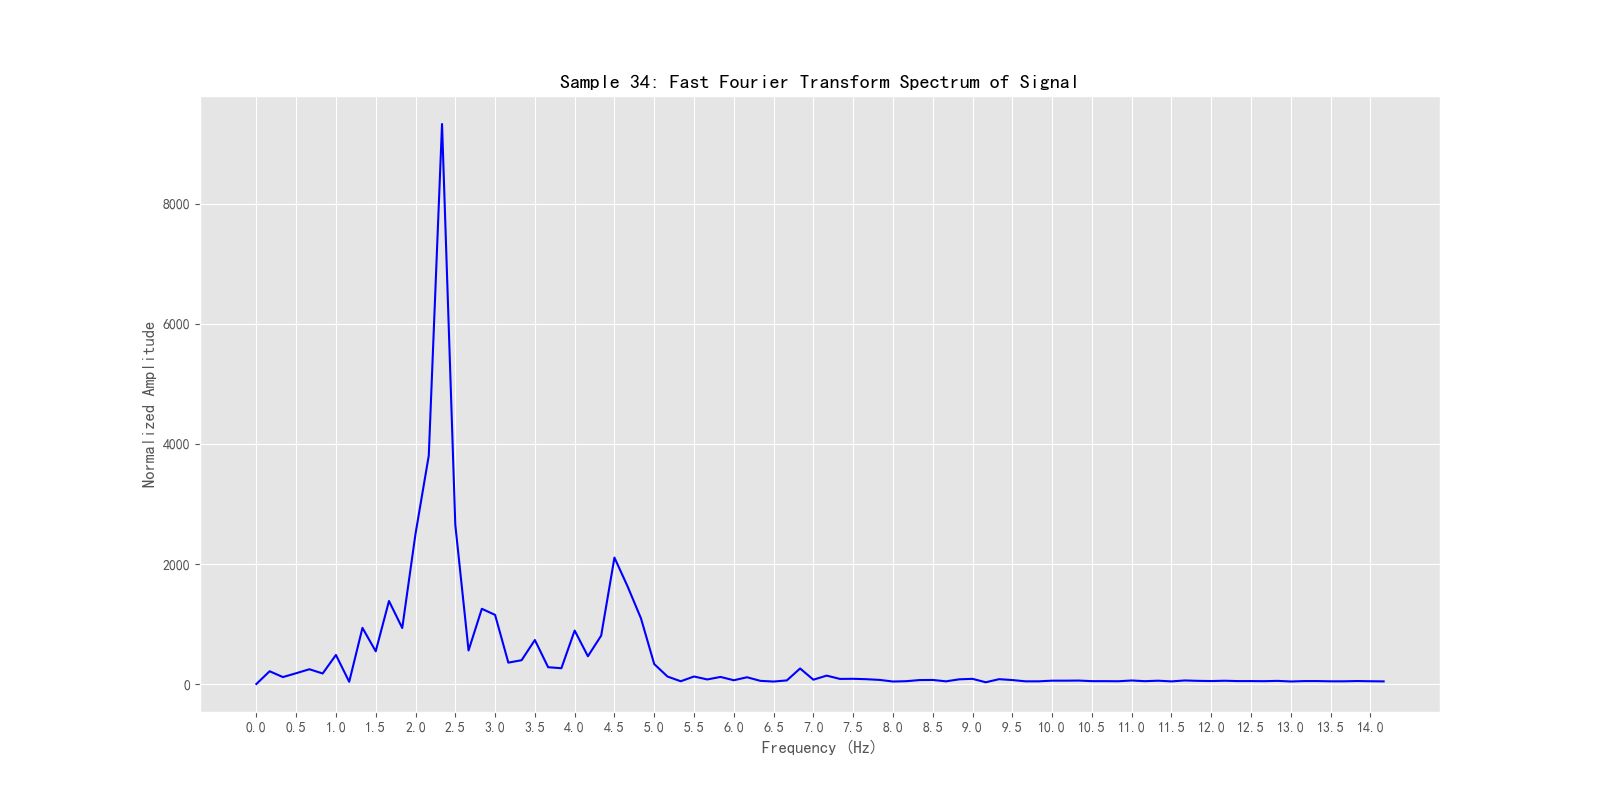 Sample 34: Fast Fourier Transform Spectrum of Signal
Normalized Amplitude
8000
6000
4000
2000
0
0.0 0.5 1.0 1.5 2.0 2.5 3.0 3.5 4.0 4.5 5.0 5.5 6.0 6.5 7.0 7.5 8.0 8.5 9.0 9.5 10.0 10.5 11.0 11.5 12.0 12.5 13.0 13.5 14.0
Frequency (Hz)